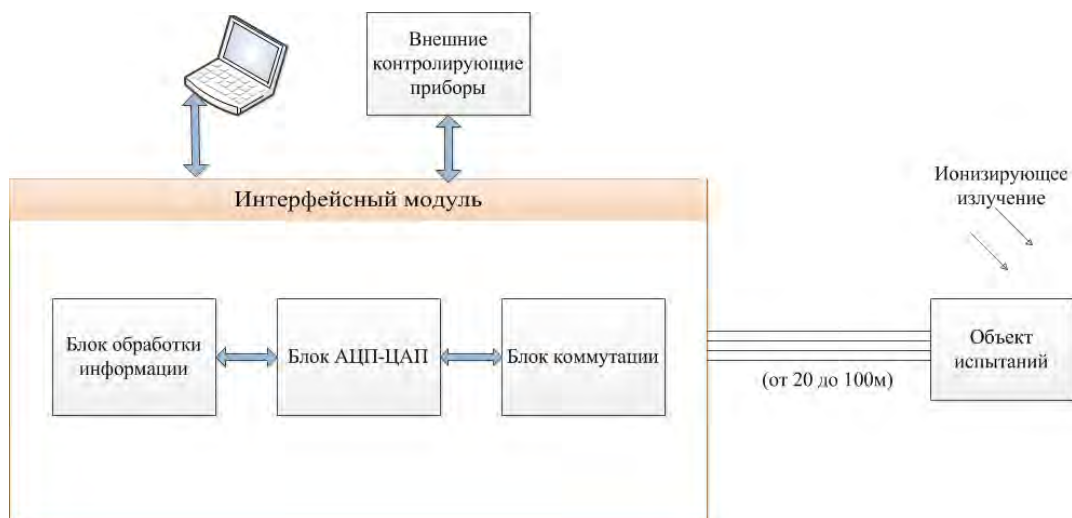 Внешние
контролирующие
приборы
Интерфейсный модуль
Ионизирующее
излучение
Блок обработки
информации
Блок АЦП-ЦАП
Блок коммутации
Объект
испытаний
(от 20 до 100м)